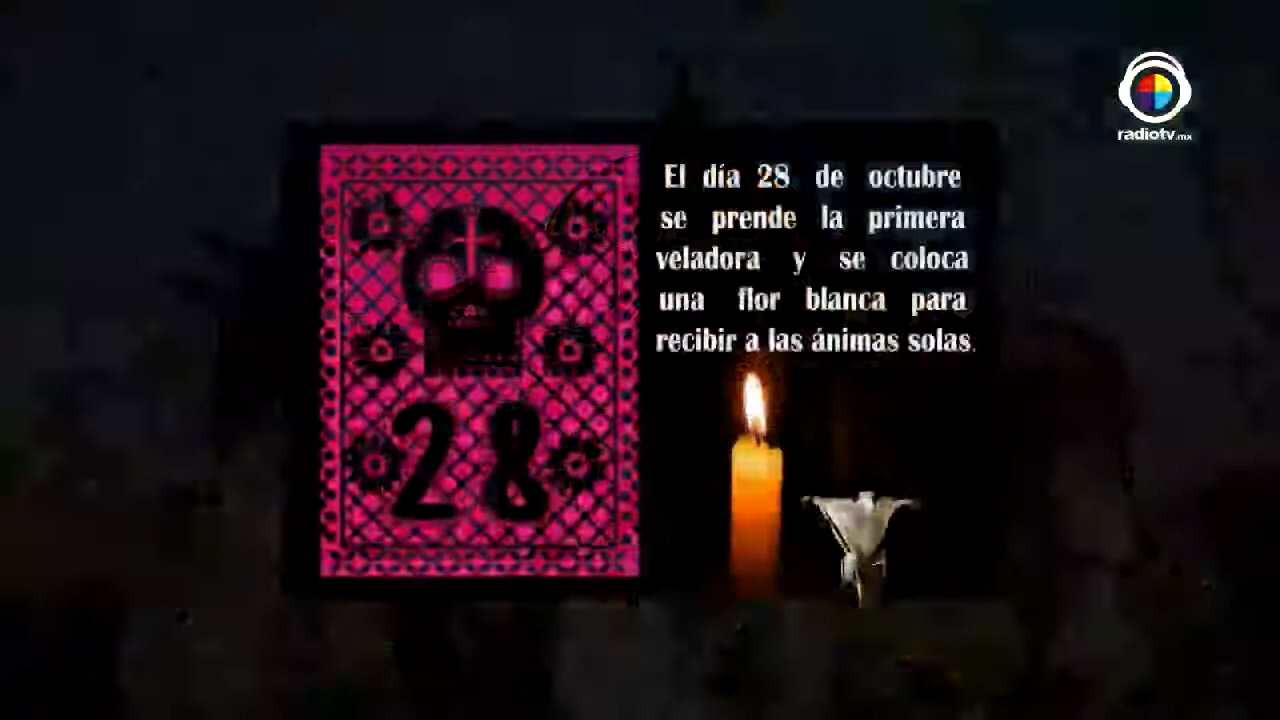 radiotv.mx
El día 28 de octubre
se prende la primera
veladora y se coloca
una flor blanca para
recibir a las ánimas solas.
28